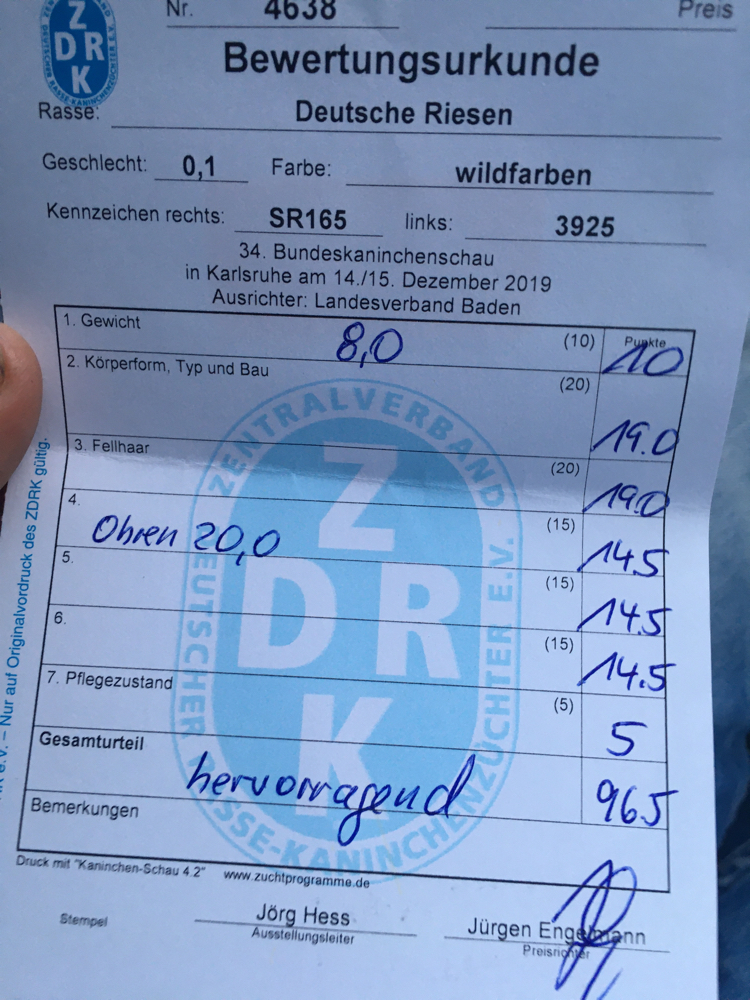 Z
DRK
Nr. 4638 Preis
Bewertungsurkunde
Rasse: Deutsche Riesen
Geschlecht: 0,1 Farbe: wildfarben
Kennzeichen rechts: SR165 links: 3925
34. Bundeskaninchenschau
in Karlsruhe am 14./15. Dezember 2019
Ausrichter: Landesverband Baden
1. Gewicht 8,0 (10) Punkte 10
2. Körperform, Typ und Bau (20) 19.0
3. Fellhaar (20) 19.0
4. Ohren 20,0 (15) 14.5
5. (15) 14.5
6. (15) 14.5
7. Pflegezustand (5) 5
Gesamturteil hervorragend 96.5
Bemerkungen
ZENTRALVERBAND DEUTSCHER RASSE-KANINCHENZÜCHTER E.V.
Z
DR
K
Druck mit "Kaninchen-Schau 4.2" www.zuchtprogramme.de
Stempel
Jörg Hess
Ausstellungsleiter
Jürgen Engelmann
Preisrichter
e.V. – Nur auf Originalvordruck des ZDRK gültig.